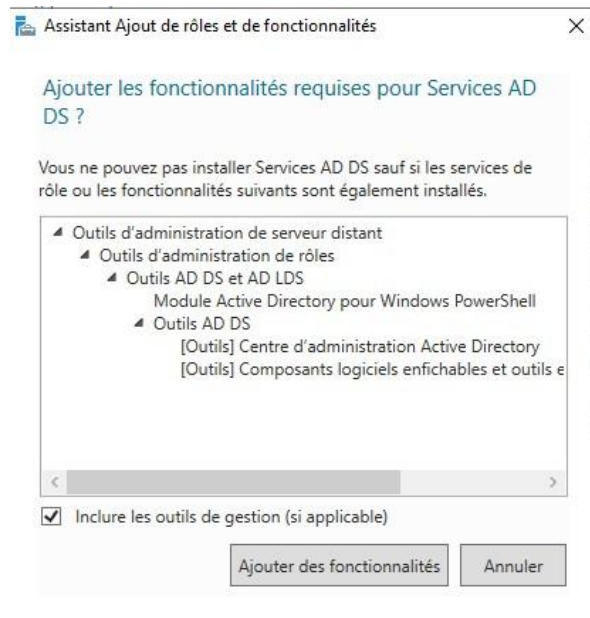 Assistant Ajout de rôles et de fonctionnalités
Ajouter les fonctionnalités requises pour Services AD
DS ?
Vous ne pouvez pas installer Services AD DS sauf si les services de
rôle ou les fonctionnalités suivants sont également installés.
Outils d'administration de serveur distant
Outils d'administration de rôles
Outils AD DS et AD LDS
Module Active Directory pour Windows PowerShell
Outils AD DS
[Outils] Centre d'administration Active Directory
[Outils] Composants logiciels enfichables et outils e
Inclure les outils de gestion (si applicable)
Ajouter des fonctionnalités
Annuler